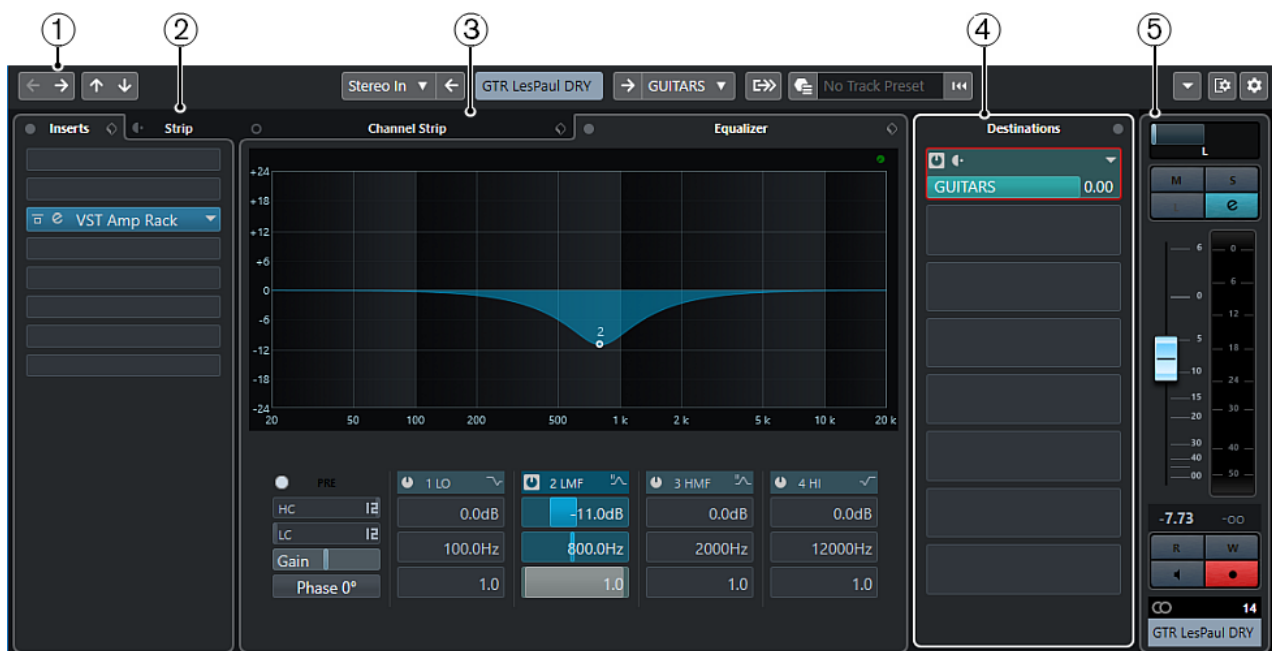 1 2 3 4 5
Stereo In GTR LesPaul DRY GUITARS No Track Preset
Inserts Strip Channel Strip Equalizer Destinations
L
M S
L e
VST Amp Rack
GUITARS 0.00
+24
+18
+12
+6
0
-6
-12
-18
-24
2
20 50 100 200 500 1 k 2 k 5 k 10 k 20 k
PRE
HC 12
LC 12
Gain
Phase 0°
1 LO
0.0dB
100.0Hz
1.0
2 LMF
-11.0dB
800.0Hz
1.0
3 HMF
0.0dB
2000Hz
1.0
4 HI
0.0dB
12000Hz
1.0
6
0
5
10
15
20
30
40
00
0
6
12
18
24
30
40
50
-7.73 -oo
R W
14
GTR LesPaul DRY